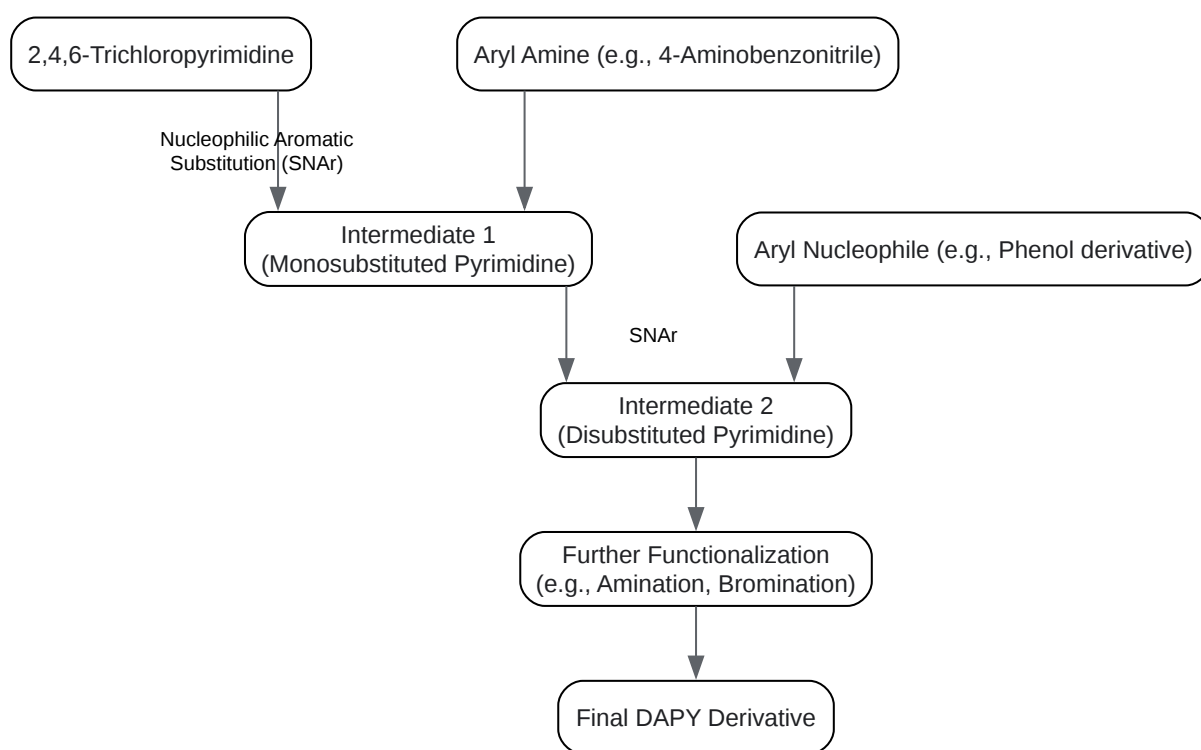 2,4,6-Trichloropyrimidine
Aryl Amine (e.g., 4-Aminobenzonitrile)
Nucleophilic Aromatic
Substitution (SNAr)
Intermediate 1
(Monosubstituted Pyrimidine)
Aryl Nucleophile (e.g., Phenol derivative)
SNAr
Intermediate 2
(Disubstituted Pyrimidine)
Further Functionalization
(e.g., Amination, Bromination)
Final DAPY Derivative